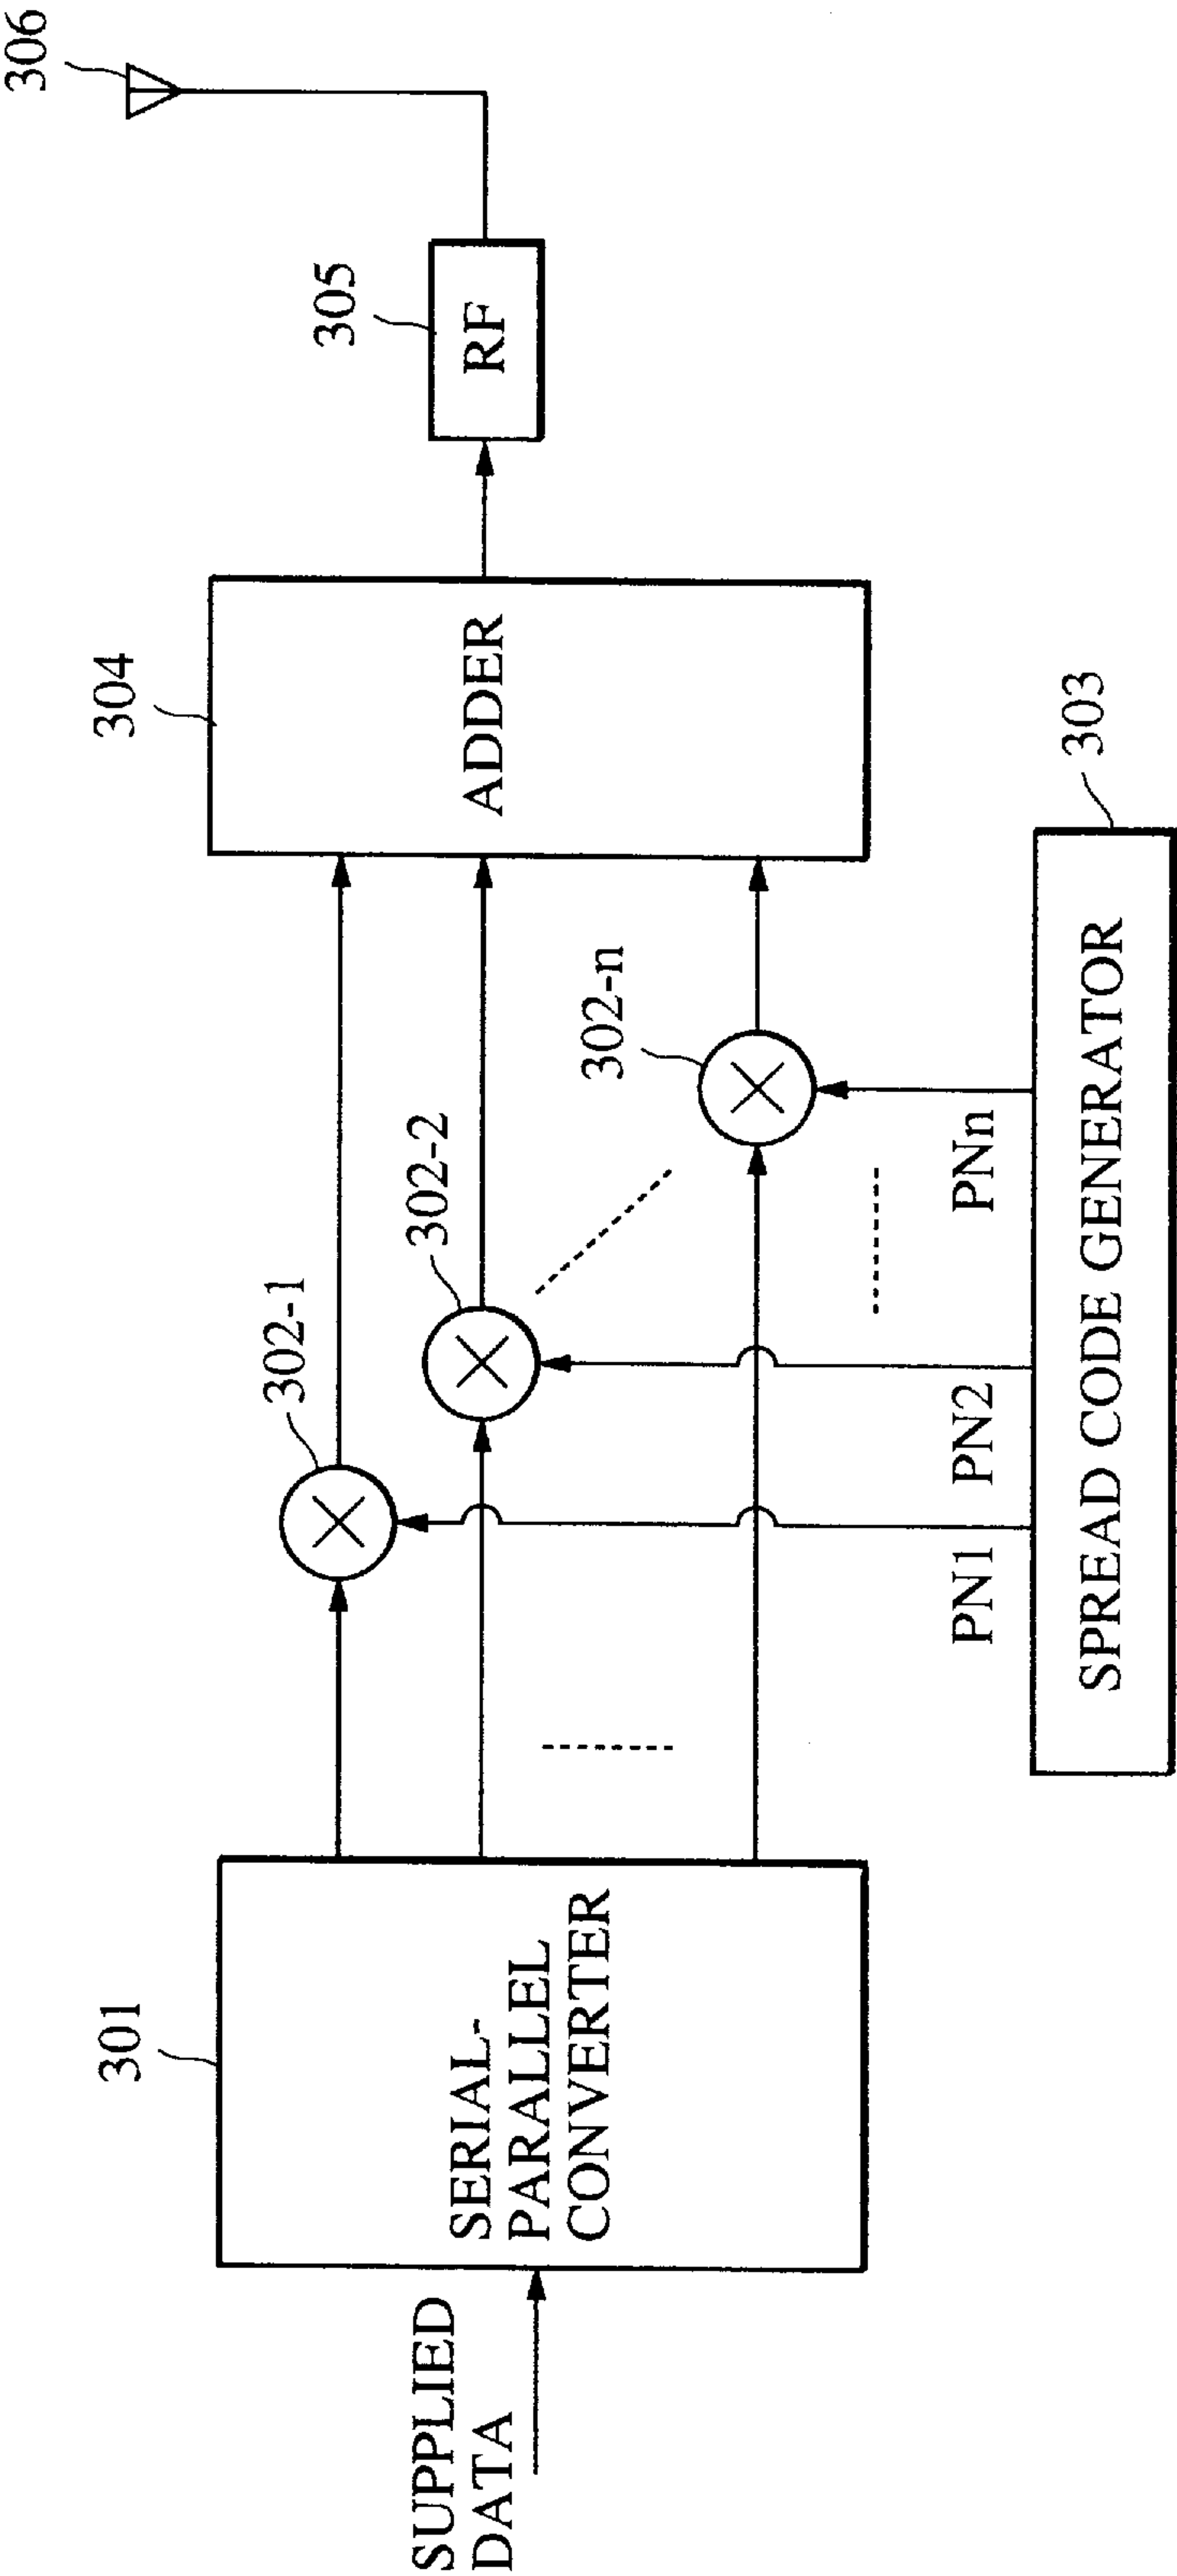 SUPPLIED
DATA
301
SERIAL-
PARALLEL
CONVERTER
302-1
302-2
302-n
PN1
PN2
PNn
SPREAD CODE GENERATOR
303
304
ADDER
305
RF
306